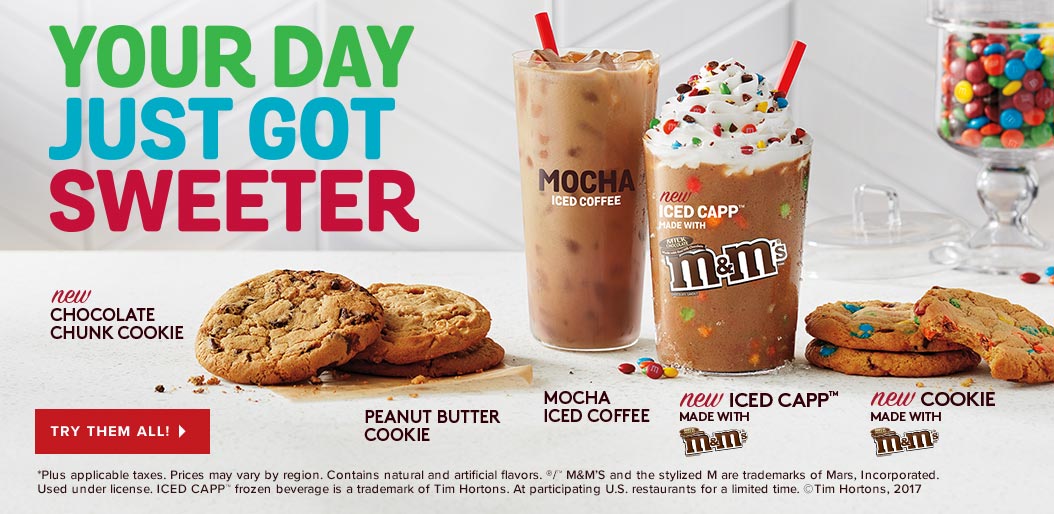 YOUR DAY
JUST GOT
SWEETER
MOCHA
ICED COFFEE
new
ICED CAPP™
MADE WITH
MILK
CHOCOLATE
m&m's
new
CHOCOLATE
CHUNK COOKIE
PEANUT BUTTER
COOKIE
MOCHA
ICED COFFEE
new ICED CAPP™
MADE WITH
m&m's
new COOKIE
MADE WITH
m&m's
TRY THEM ALL!
*Plus applicable taxes. Prices may vary by region. Contains natural and artificial flavors. ®/™ M&M'S and the stylized M are trademarks of Mars, Incorporated.
Used under license. ICED CAPP™ frozen beverage is a trademark of Tim Hortons. At participating U.S. restaurants for a limited time. ©Tim Hortons, 2017